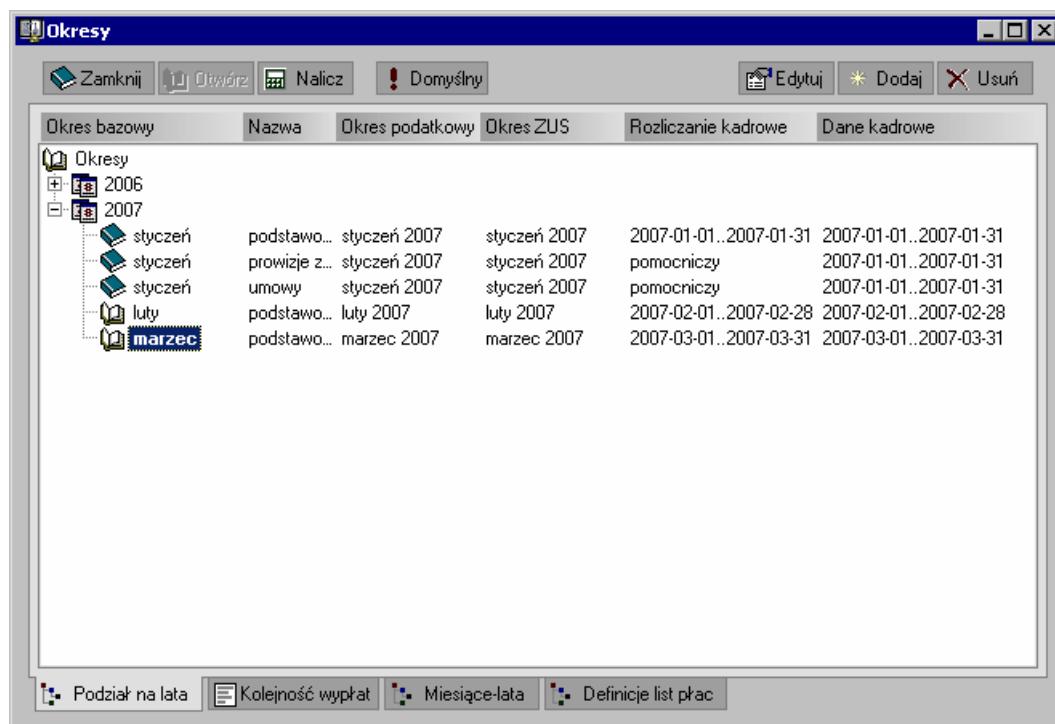 Okresy
Zamknij Otwórz Nalicz Domyślny Edytuj Dodaj Usuń
Okres bazowy Nazwa Okres podatkowy Okres ZUS Rozliczanie kadrowe Dane kadrowe
Okresy
2006
2007
styczeń podstawo... styczeń 2007 styczeń 2007 2007-01-01..2007-01-31 2007-01-01..2007-01-31
styczeń prowizje z... styczeń 2007 styczeń 2007 pomocniczy 2007-01-01..2007-01-31
styczeń umowy styczeń 2007 styczeń 2007 pomocniczy 2007-01-01..2007-01-31
luty podstawo... luty 2007 luty 2007 2007-02-01..2007-02-28 2007-02-01..2007-02-28
marzec podstawo... marzec 2007 marzec 2007 2007-03-01..2007-03-31 2007-03-01..2007-03-31
Podział na lata Kolejność wypłat Miesiące-lata Definicje list płac